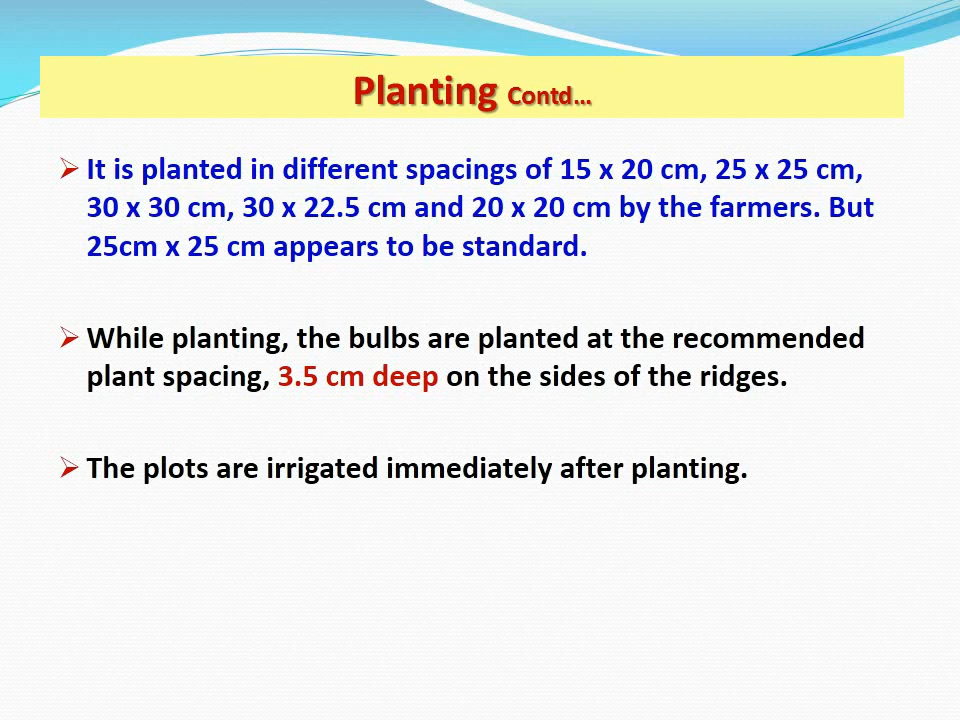 Planting Contd...
➢ It is planted in different spacings of 15 x 20 cm, 25 x 25 cm,
30 x 30 cm, 30 x 22.5 cm and 20 x 20 cm by the farmers. But
25cm x 25 cm appears to be standard.
➢ While planting, the bulbs are planted at the recommended
plant spacing, 3.5 cm deep on the sides of the ridges.
➢ The plots are irrigated immediately after planting.